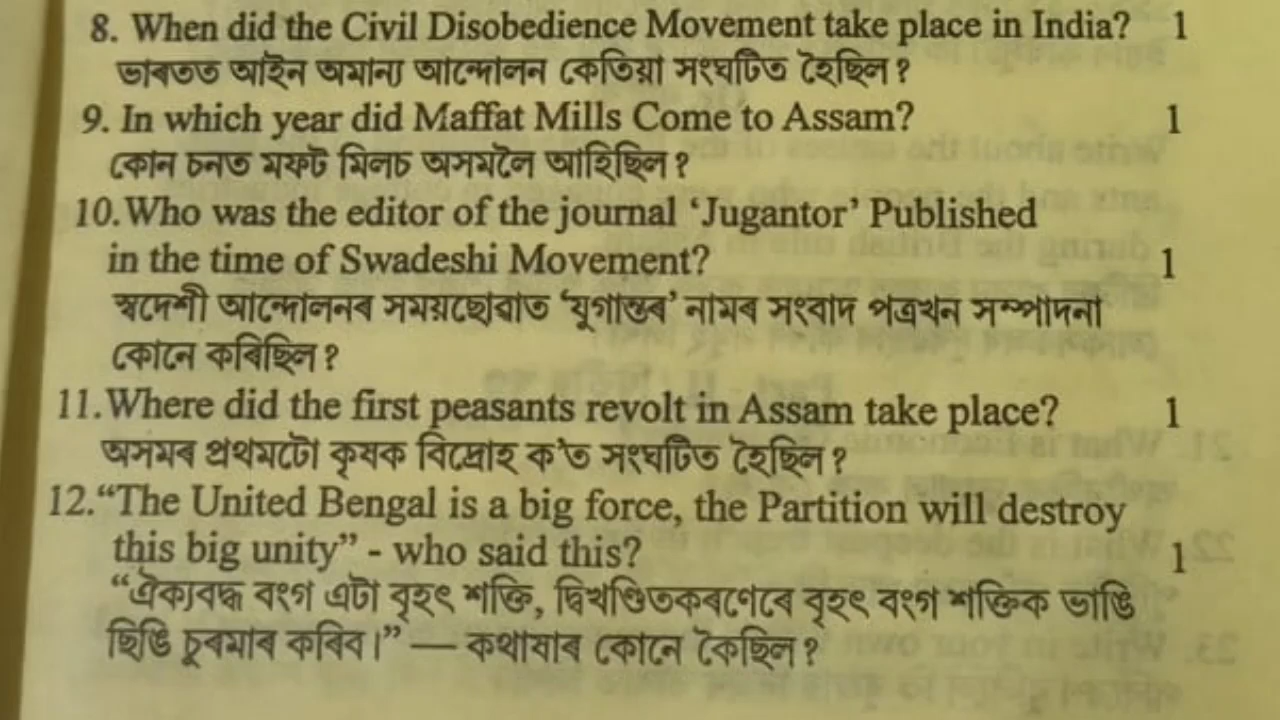 8. When did the Civil Disobedience Movement take place in India? 1
ভাৰতত আইন অমান্য আন্দোলন কেতিয়া সংঘটিত হৈছিল ?
9. In which year did Maffat Mills Come to Assam? 1
কোন চনত মফট মিলচ অসমলৈ আহিছিল ?
10. Who was the editor of the journal ‘Jugantor’ Published
in the time of Swadeshi Movement? 1
স্বদেশী আন্দোলনৰ সময়ছোৱাত ‘যুগান্তৰ’ নামৰ সংবাদ পত্ৰখন সম্পাদনা
কোনে কৰিছিল ?
11. Where did the first peasants revolt in Assam take place? 1
অসমৰ প্ৰথমটো কৃষক বিদ্ৰোহ ক'ত সংঘটিত হৈছিল ?
12. “The United Bengal is a big force, the Partition will destroy
this big unity” - who said this? 1
“ঐক্যবদ্ধ বংগ এটা বৃহৎ শক্তি, দ্বিখণ্ডিতকৰণেৰে বৃহৎ বংগ শক্তিক ভাঙি
ছিঙি চূৰমাৰ কৰিব।” — কথাষাৰ কোনে কৈছিল ?